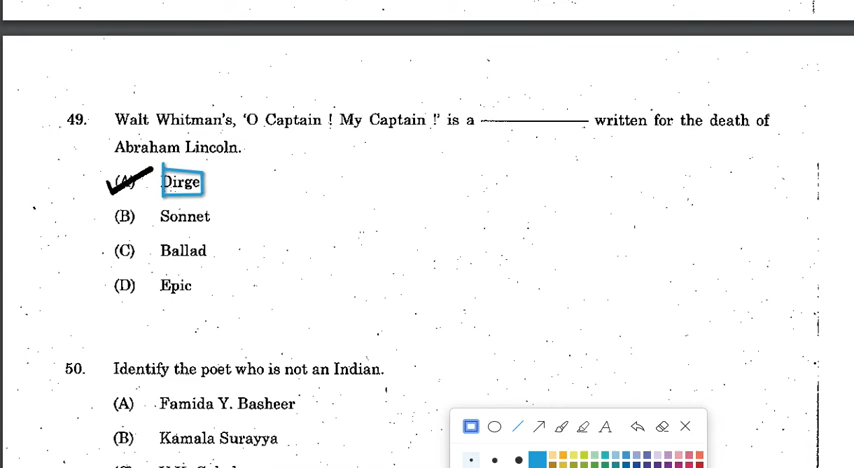 49. Walt Whitman's, 'O Captain ! My Captain !' is a ____________ written for the death of
Abraham Lincoln.
(A) Dirge
(B) Sonnet
(C) Ballad
(D) Epic
50. Identify the poet who is not an Indian.
(A) Famida Y. Basheer
(B) Kamala Surayya
A